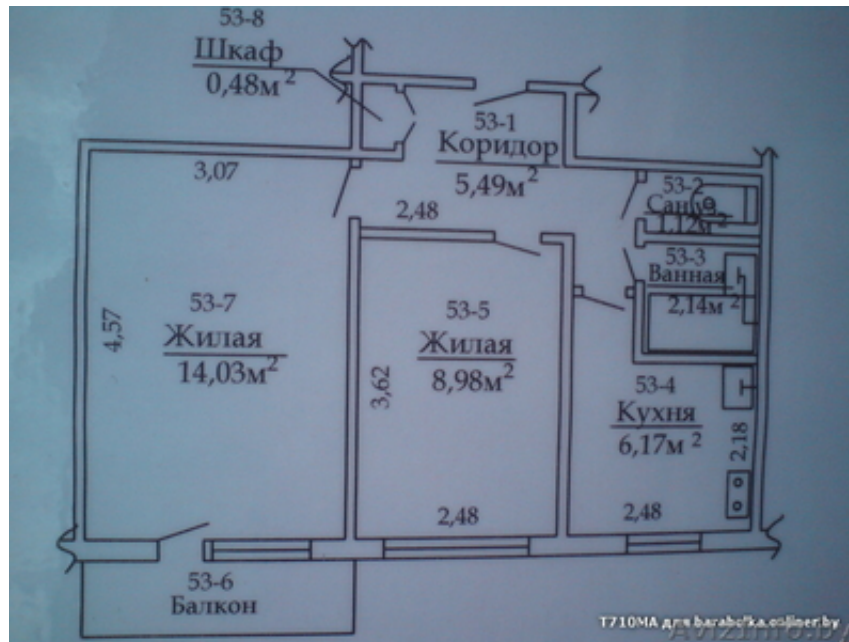 53-8
Шкаф
0,48м²
53-1
Коридор
5,49м²
3,07
2,48
53-2
Сануз.
1,12м²
53-3
Ванная
2,14м²
53-7
Жилая
14,03м²
4,57
53-5
Жилая
8,98м²
3,62
53-4
Кухня
6,17м²
2,18
2,48
2,48
53-6
Балкон
T710MA для barabolka.onliner.by